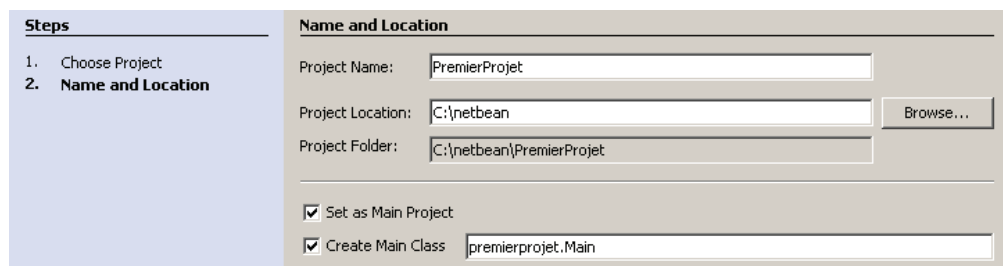 Steps
1. Choose Project
2. Name and Location
Name and Location
Project Name: PremierProjet
Project Location: C:\netbean Browse...
Project Folder: C:\netbean\PremierProjet
Set as Main Project
Create Main Class premierprojet.Main